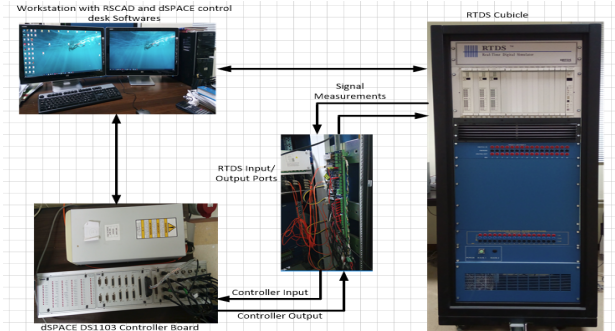 Workstation with RSCAD and dSPACE control
desk Softwares
RTDS Cubicle
RTDS
Signal
Measurements
RTDS Input/
Output Ports
Controller Input
Controller Output
dSPACE DS1103 Controller Board